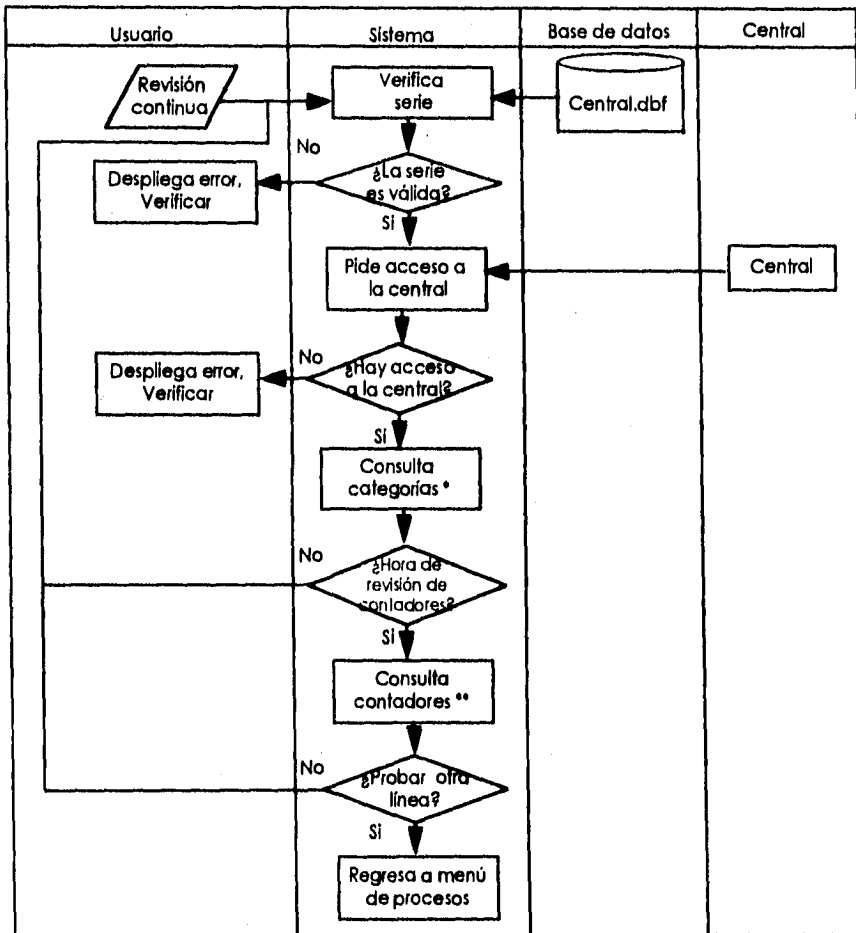 Usuario
Sistema
Base de datos
Central
Revisión
continua
Verifica
serie
Central.dbf
No
¿La serie
es válida?
Despliega error,
Verificar
Si
Pide acceso a
la central
Central
No
¿Hay acceso
a la central?
Despliega error,
Verificar
Si
Consulta
categorías *
No
¿Hora de
revisión de
contadores?
Si
Consulta
contadores **
No
¿Probar otra
línea?
Si
Regresa a menú
de procesos